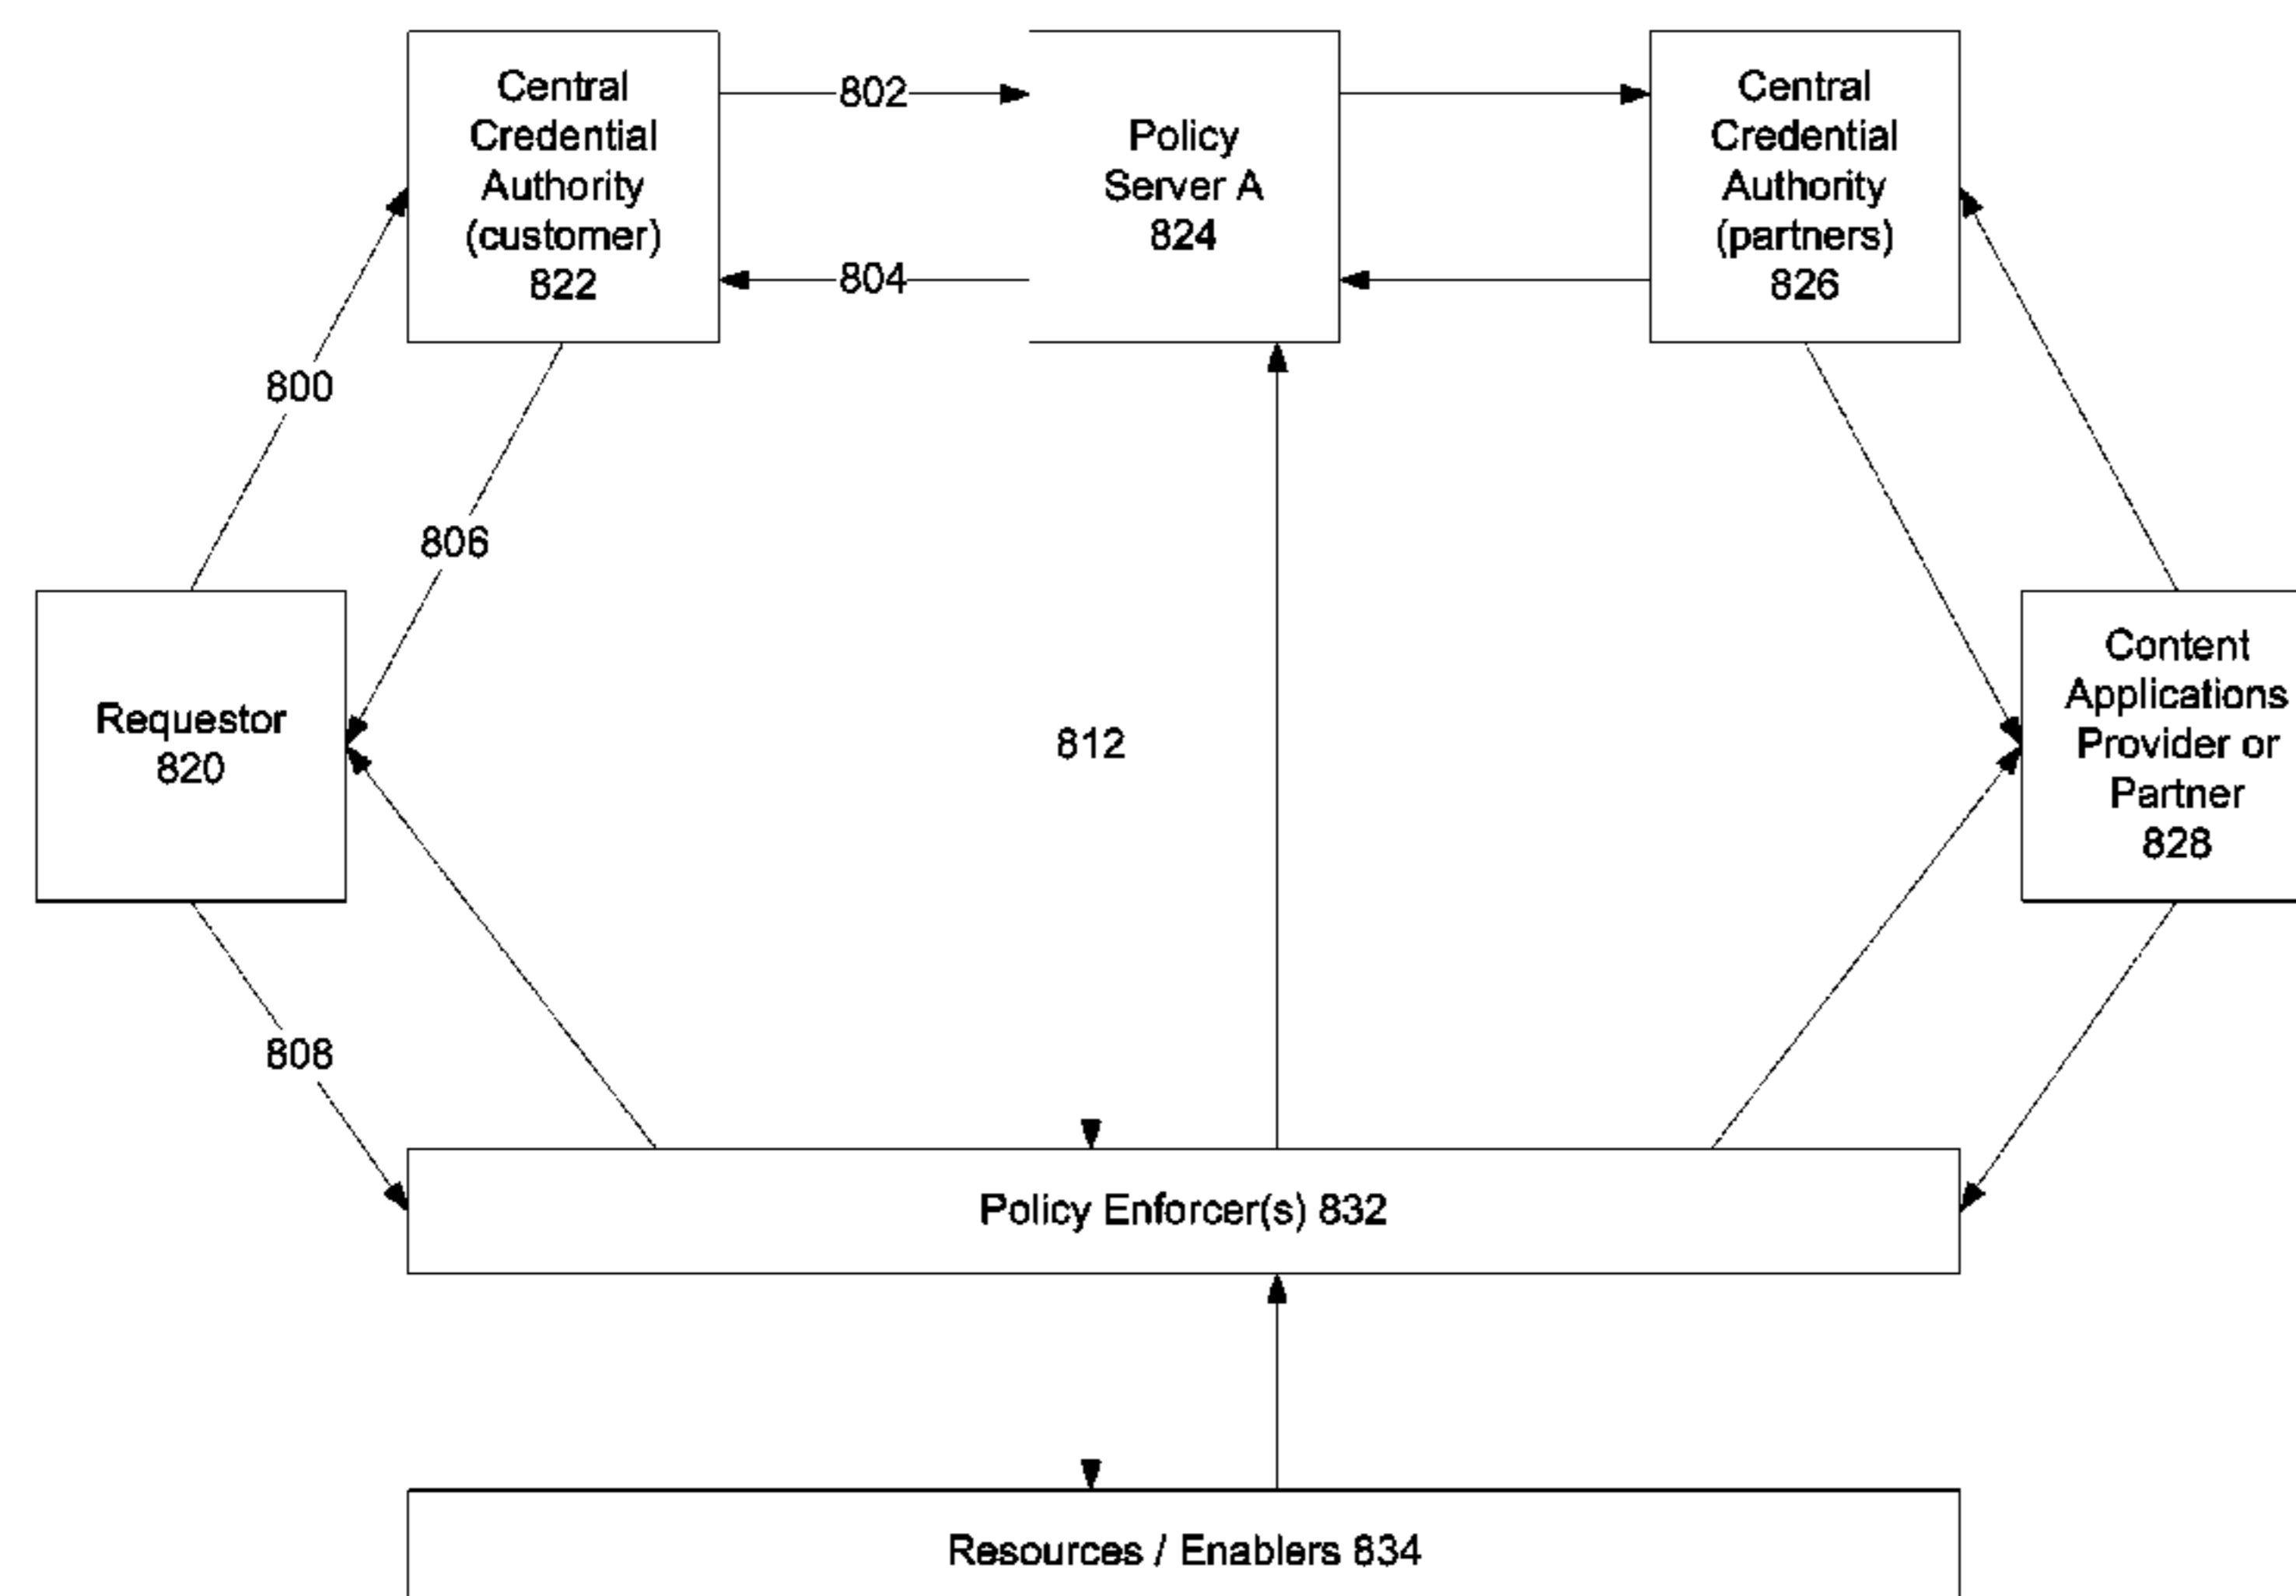 Central
Credential
Authority
(customer)
822
802
804
Policy
Server A
824
Central
Credential
Authority
(partners)
826
800
806
Requestor
820
812
Content
Applications
Provider or
Partner
828
808
Policy Enforcer(s) 832
Resources / Enablers 834